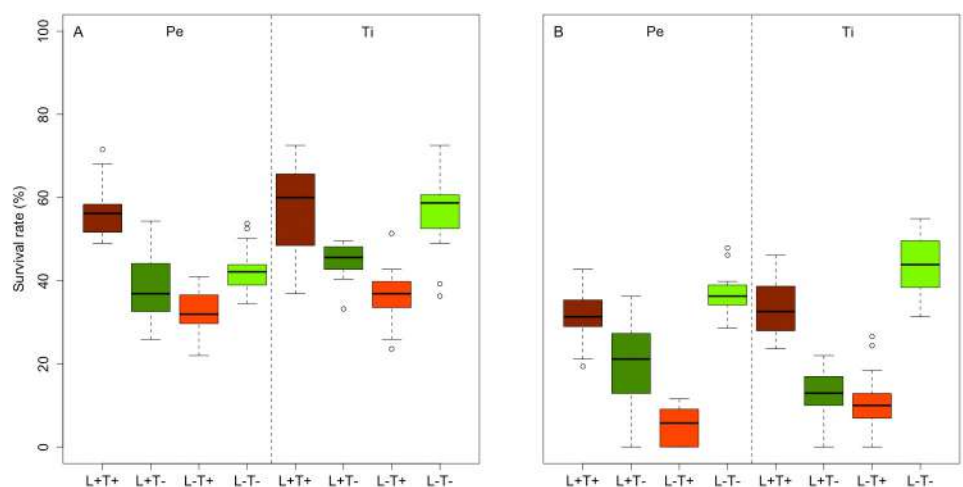 A Pe Ti
B Pe Ti
Survival rate (%)
100
80
60
40
20
0
L+T+ L+T- L-T+ L-T- L+T+ L+T- L-T+ L-T-
L+T+ L+T- L-T+ L-T- L+T+ L+T- L-T+ L-T-